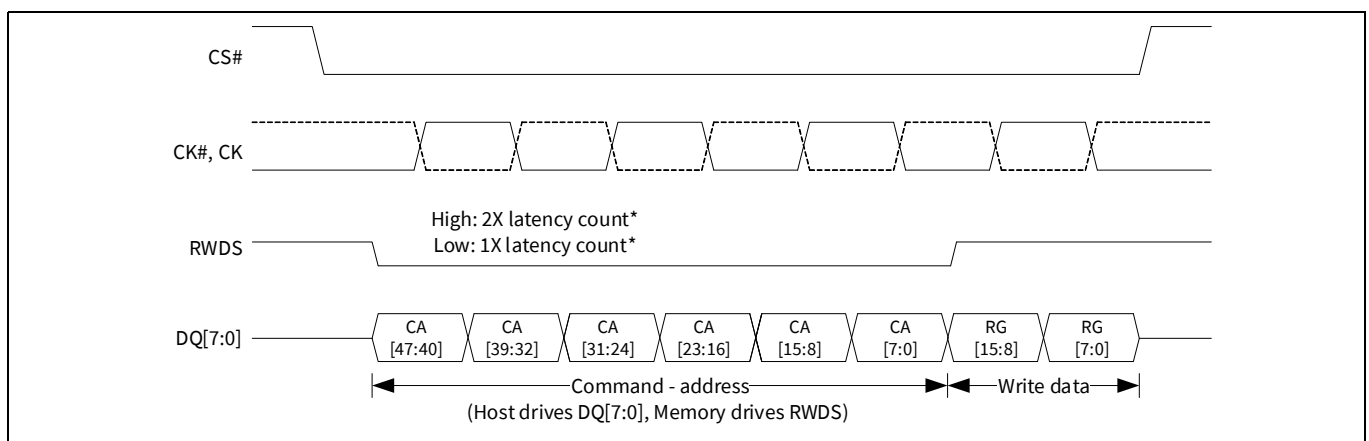 CS#
CK#, CK
High: 2X latency count*
Low: 1X latency count*
RWDS
DQ[7:0]
CA CA CA CA CA CA RG RG
[47:40] [39:32] [31:24] [23:16] [15:8] [7:0] [15:8] [7:0]
Command - address Write data
(Host drives DQ[7:0], Memory drives RWDS)